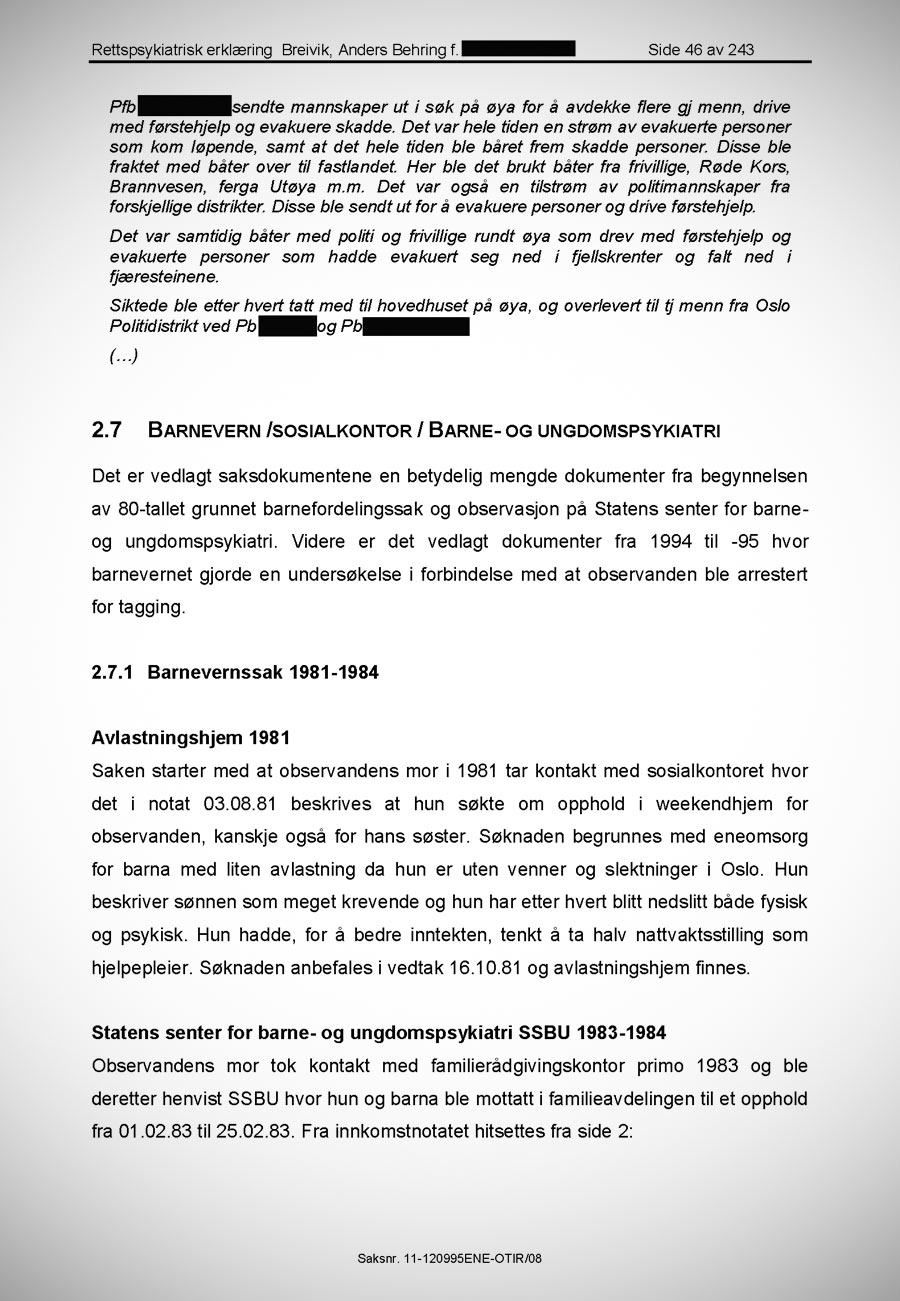 Rettspsykiatrisk erklæring  Breivik, Anders Behring f. Side 46 av 243
Pfb sendte mannskaper ut i søk på øya for å avdekke flere gj menn, drive
med førstehjelp og evakuere skadde. Det var hele tiden en strøm av evakuerte personer
som kom løpende, samt at det hele tiden ble båret frem skadde personer. Disse ble
fraktet med båter over til fastlandet. Her ble det brukt båter fra frivillige, Røde Kors,
Brannvesen, ferga Utøya m.m. Det var også en tilstrøm av politimannskaper fra
forskjellige distrikter. Disse ble sendt ut for å evakuere personer og drive førstehjelp.
Det var samtidig båter med politi og frivillige rundt øya som drev med førstehjelp og
evakuerte personer som hadde evakuert seg ned i fjellskrenter og falt ned i
fjæresteinene.
Siktede ble etter hvert tatt med til hovedhuset på øya, og overlevert til tj menn fra Oslo
Politidistrikt ved Pb og Pb
(…)
2.7 BARNEVERN /SOSIALKONTOR / BARNE- OG UNGDOMSPSYKIATRI
Det er vedlagt saksdokumentene en betydelig mengde dokumenter fra begynnelsen
av 80-tallet grunnet barnefordelingssak og observasjon på Statens senter for barne-
og ungdomspsykiatri. Videre er det vedlagt dokumenter fra 1994 til -95 hvor
barnevernet gjorde en undersøkelse i forbindelse med at observanden ble arrestert
for tagging.
2.7.1 Barnevernssak 1981-1984
Avlastningshjem 1981
Saken starter med at observandens mor i 1981 tar kontakt med sosialkontoret hvor
det i notat 03.08.81 beskrives at hun søkte om opphold i weekendhjem for
observanden, kanskje også for hans søster. Søknaden begrunnes med eneomsorg
for barna med liten avlastning da hun er uten venner og slektninger i Oslo. Hun
beskriver sønnen som meget krevende og hun har etter hvert blitt nedslitt både fysisk
og psykisk. Hun hadde, for å bedre inntekten, tenkt å ta halv nattvaktsstilling som
hjelpepleier. Søknaden anbefales i vedtak 16.10.81 og avlastningshjem finnes.
Statens senter for barne- og ungdomspsykiatri SSBU 1983-1984
Observandens mor tok kontakt med familierådgivingskontor primo 1983 og ble
deretter henvist SSBU hvor hun og barna ble mottatt i familieavdelingen til et opphold
fra 01.02.83 til 25.02.83. Fra innkomstnotatet hitsettes fra side 2:
Saksnr. 11-120995ENE-OTIR/08